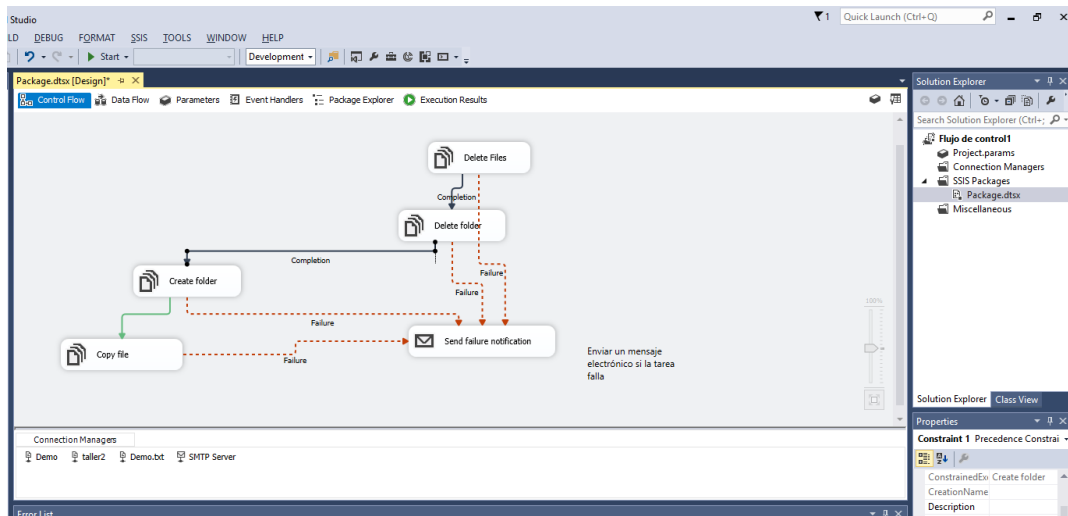 Studio
1
Quick Launch (Ctrl+Q)
LD DEBUG FORMAT SSIS TOOLS WINDOW HELP
Start
Development
Package.dtsx [Design]*
Solution Explorer
Control Flow Data Flow Parameters Event Handlers Package Explorer Execution Results
Search Solution Explorer (Ctrl+;
Flujo de control1
Project.params
Connection Managers
SSIS Packages
Package.dtsx
Miscellaneous
Delete Files
Completion
Delete folder
Completion
Failure
Create folder
Failure
100%
Failure
Send failure notification
Copy file
Failure
Enviar un mensaje
electrónico si la tarea
falla
Solution Explorer Class View
Properties
Connection Managers
Constraint 1 Precedence Constrai
Demo taller2 Demo.txt SMTP Server
ConstrainedEx Create folder
CreationName
Description
Error List